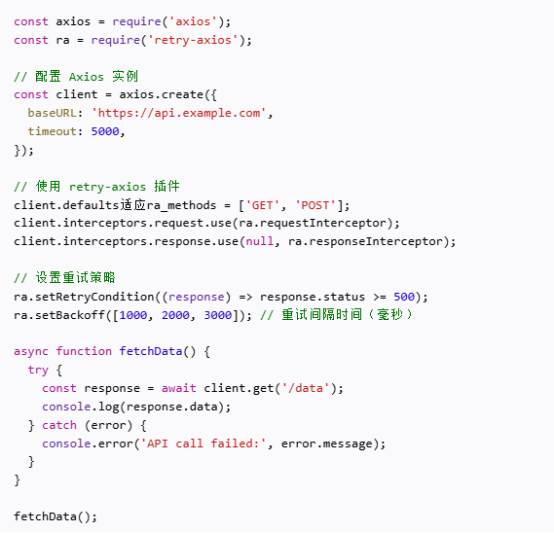 const axios = require('axios');
const ra = require('retry-axios');
// 配置 Axios 实例
const client = axios.create({
  baseURL: 'https://api.example.com',
  timeout: 5000,
});
// 使用 retry-axios 插件
client.defaults适应ra_methods = ['GET', 'POST'];
client.interceptors.request.use(ra.requestInterceptor);
client.interceptors.response.use(null, ra.responseInterceptor);
// 设置重试策略
ra.setRetryCondition((response) => response.status >= 500);
ra.setBackoff([1000, 2000, 3000]); // 重试间隔时间（毫秒）
async function fetchData() {
  try {
    const response = await client.get('/data');
    console.log(response.data);
  } catch (error) {
    console.error('API call failed:', error.message);
  }
}
fetchData();